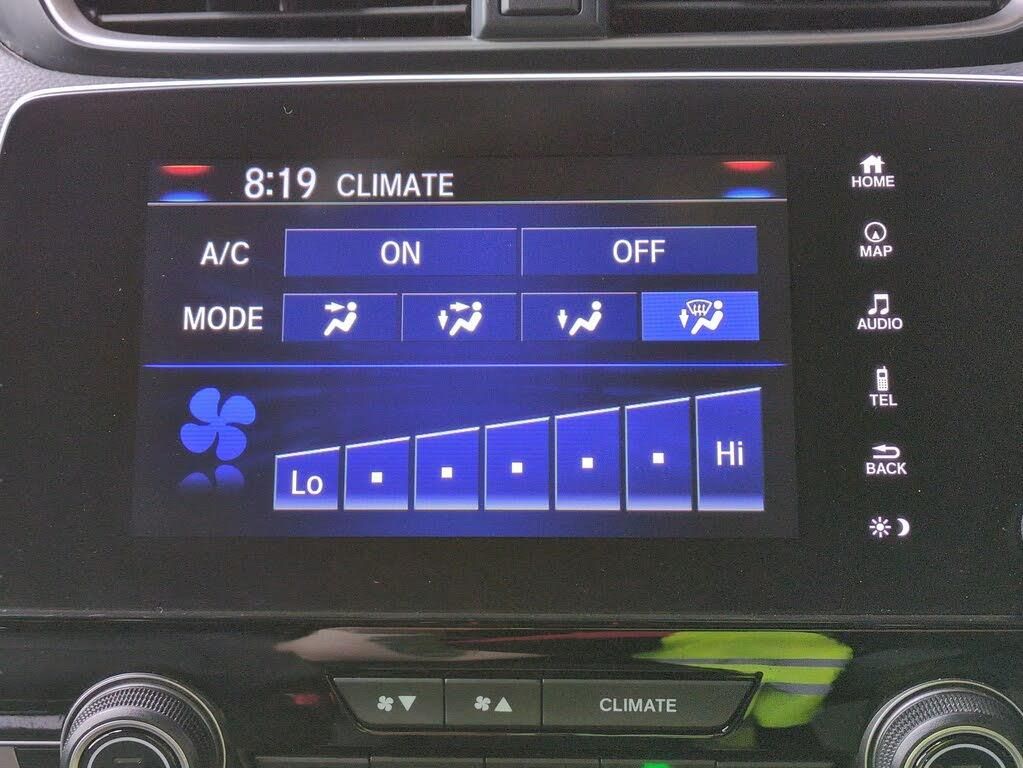 8:19 CLIMATE
A/C ON OFF
MODE
Lo Hi
HOME
MAP
AUDIO
TEL
BACK
CLIMATE